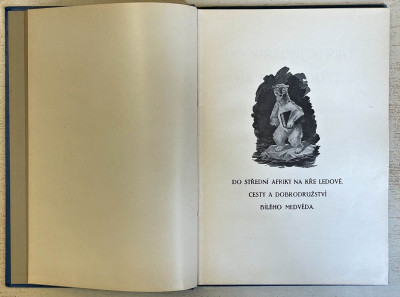 DO STŘEDNÍ AFRIKY NA KŘE LEDOVÉ.
CESTY A DOBRODRUŽSTVÍ
BÍLÉHO MEDVĚDA.